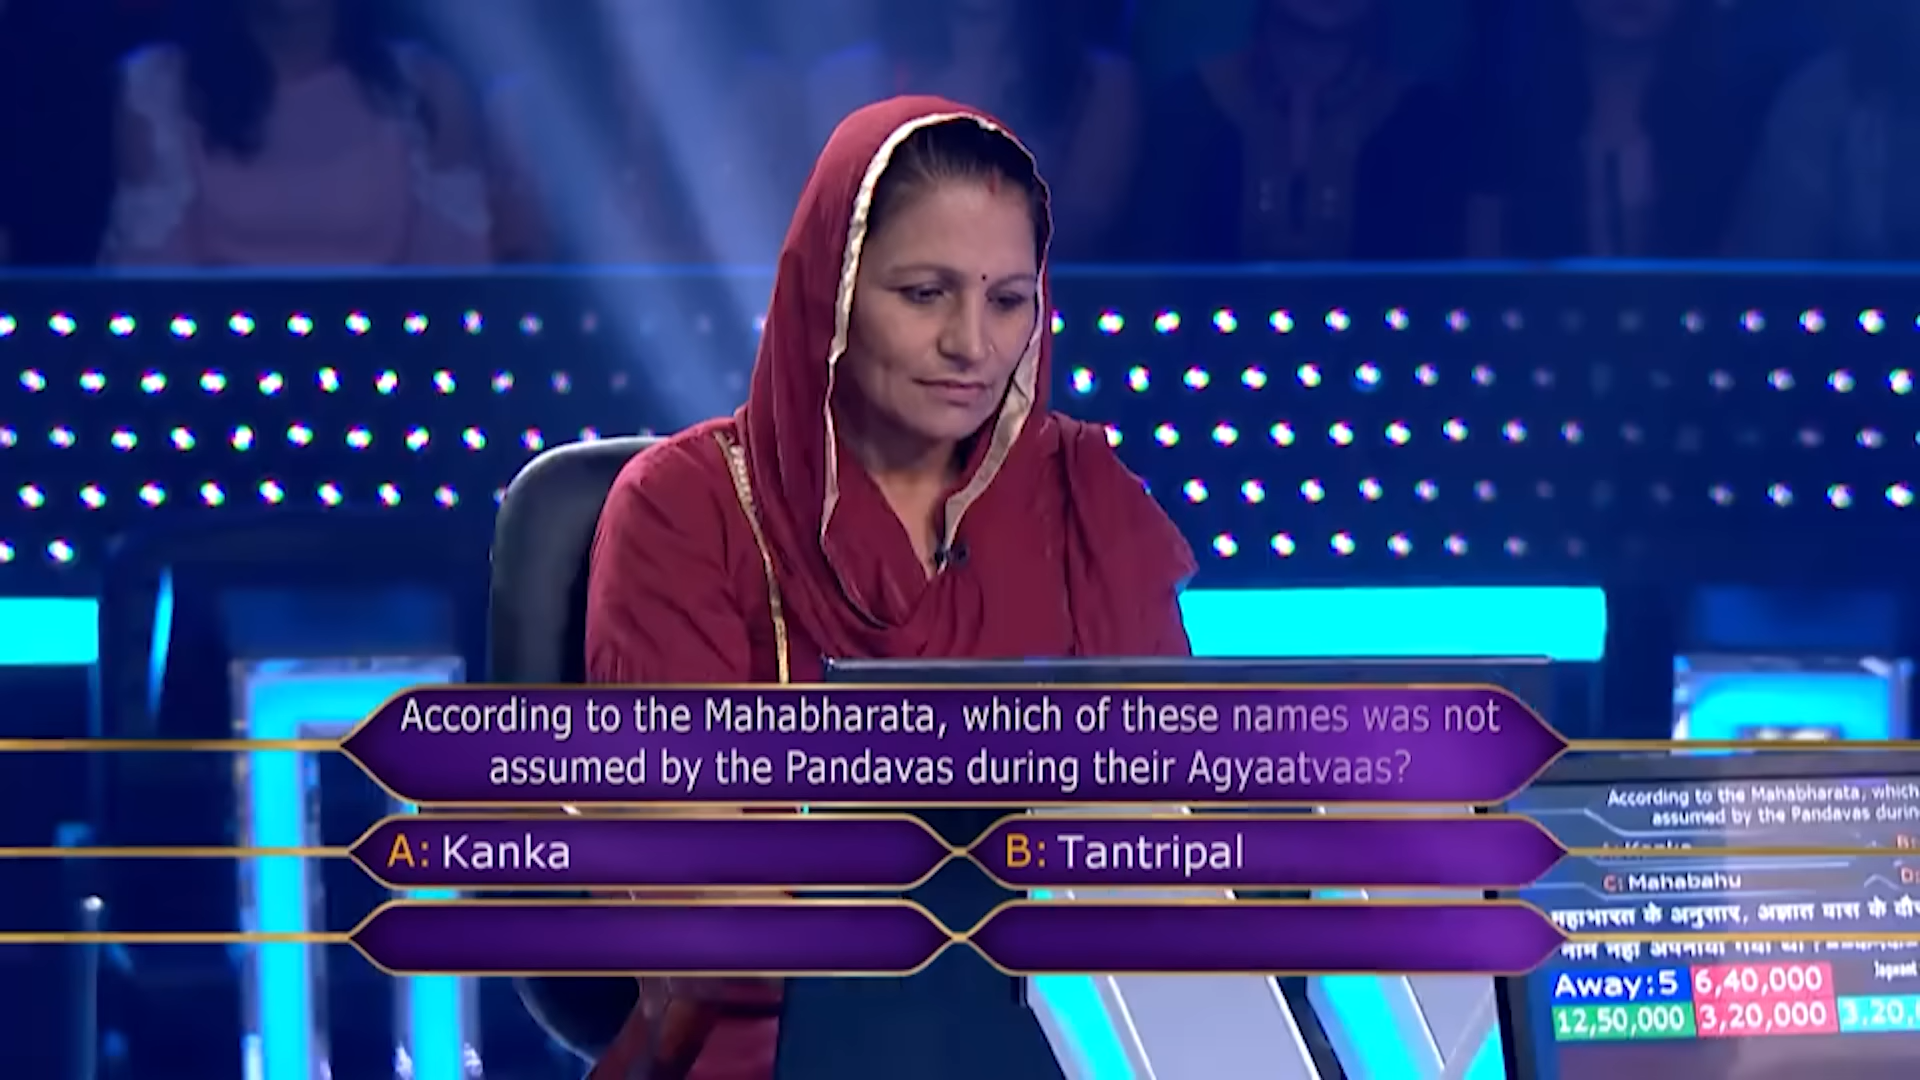 According to the Mahabharata, which of these names was not
assumed by the Pandavas during their Agyaatvaas?
A: Kanka
B: Tantripal
According to the Mahabharata, which
assumed by the Pandavas
B:
C: Mahabahu
D:
महाभारत के अनुसार, अज्ञात वास के
Away:5
6,40,000
12,50,000
3,20,000